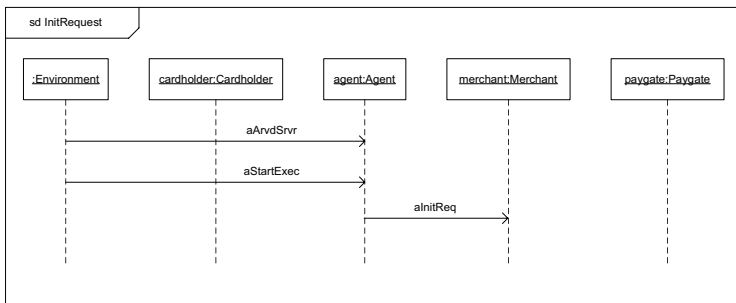 sd InitRequest
:Environment
cardholder:Cardholder
agent:Agent
merchant:Merchant
paygate:Paygate
aArvdSrvr
aStartExec
aInitReq